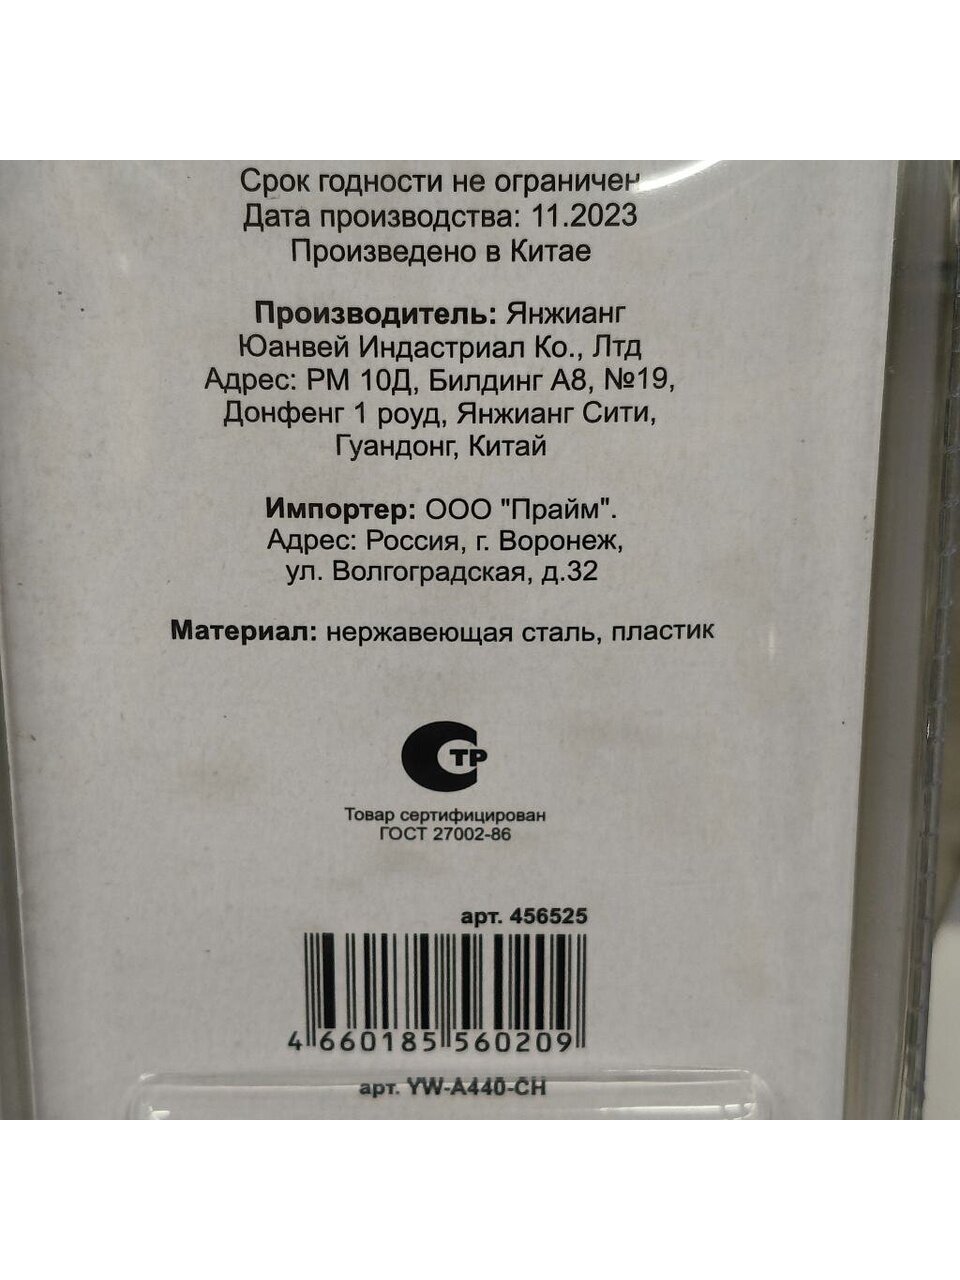 Срок годности не ограничен
Дата производства: 11.2023
Произведено в Китае
Производитель: Янжианг
Юанвей Индастриал Ко., Лтд
Адрес: РМ 10Д, Билдинг А8, №19,
Донфенг 1 роуд, Янжианг Сити,
Гуандонг, Китай
Импортер: ООО "Прайм".
Адрес: Россия, г. Воронеж,
ул. Волгоградская, д.32
Материал: нержавеющая сталь, пластик
ТР
Товар сертифицирован
ГОСТ 27002-86
арт. 456525
4 660185 560209
арт. YW-A440-CH